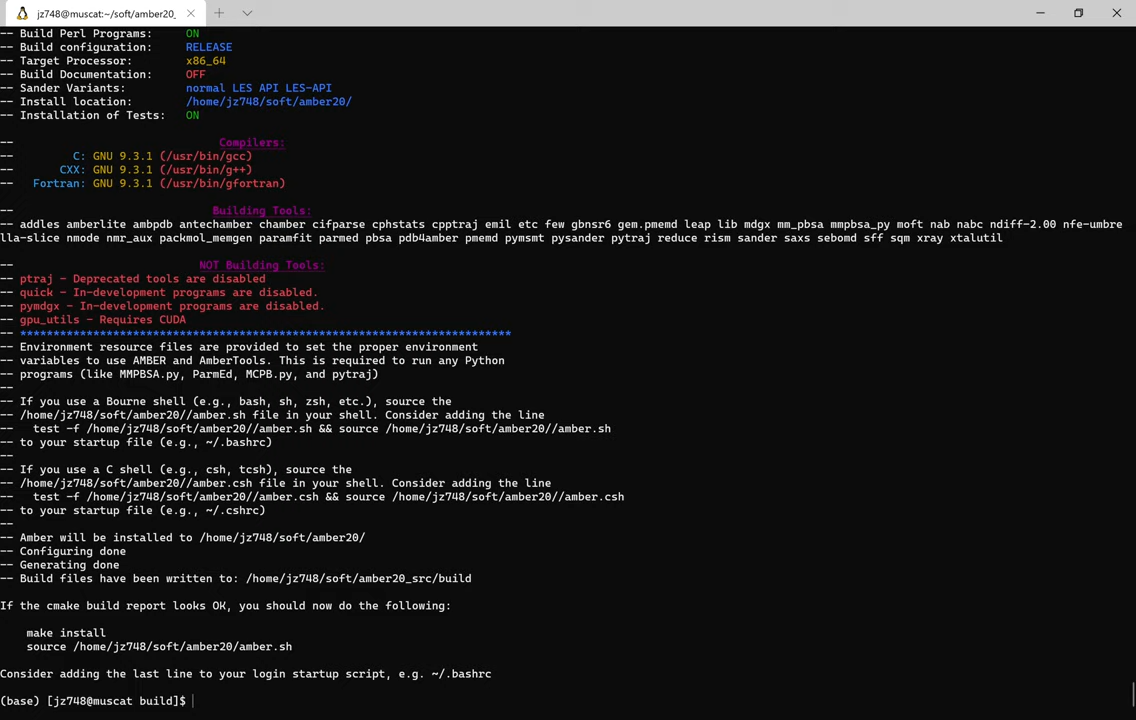 jz748@muscat:~/soft/amber20_
-- Build Perl Programs: ON
-- Build configuration: RELEASE
-- Target Processor: x86_64
-- Build Documentation: OFF
-- Sander Variants: normal LES API LES-API
-- Install location: /home/jz748/soft/amber20/
-- Installation of Tests: ON
-- Compilers:
-- C: GNU 9.3.1 (/usr/bin/gcc)
-- CXX: GNU 9.3.1 (/usr/bin/g++)
-- Fortran: GNU 9.3.1 (/usr/bin/gfortran)
-- Building Tools:
-- addles amberlite ambpdb antechamber chamber cifparse cphstats cpptraj emil etc few gbnsr6 gem.pmemd leap lib mdgx mm_pbsa mmpbsa_py moft nab nabc ndiff-2.00 nfe-umbre
lla-slice nmode nmr_aux packmol_memgen paramfit parmed pbsa pdb4amber pmemd pymsmt pysander pytraj reduce rism sander saxs sebomd sff sqm xray xtalutil
-- NOT Building Tools:
-- ptraj - Deprecated tools are disabled
-- quick - In-development programs are disabled.
-- pymdgx - In-development programs are disabled.
-- gpu_utils - Requires CUDA
-- **************************************************************************
-- Environment resource files are provided to set the proper environment
-- variables to use AMBER and AmberTools. This is required to run any Python
-- programs (like MMPBSA.py, ParmEd, MCPB.py, and pytraj)
--
-- If you use a Bourne shell (e.g., bash, sh, zsh, etc.), source the
-- /home/jz748/soft/amber20//amber.sh file in your shell. Consider adding the line
-- test -f /home/jz748/soft/amber20//amber.sh && source /home/jz748/soft/amber20//amber.sh
-- to your startup file (e.g., ~/.bashrc)
--
-- If you use a C shell (e.g., csh, tcsh), source the
-- /home/jz748/soft/amber20//amber.csh file in your shell. Consider adding the line
-- test -f /home/jz748/soft/amber20//amber.csh && source /home/jz748/soft/amber20//amber.csh
-- to your startup file (e.g., ~/.cshrc)
--
-- Amber will be installed to /home/jz748/soft/amber20/
-- Configuring done
-- Generating done
-- Build files have been written to: /home/jz748/soft/amber20_src/build
If the cmake build report looks OK, you should now do the following:
make install
source /home/jz748/soft/amber20/amber.sh
Consider adding the last line to your login startup script, e.g. ~/.bashrc
(base) [jz748@muscat build]$